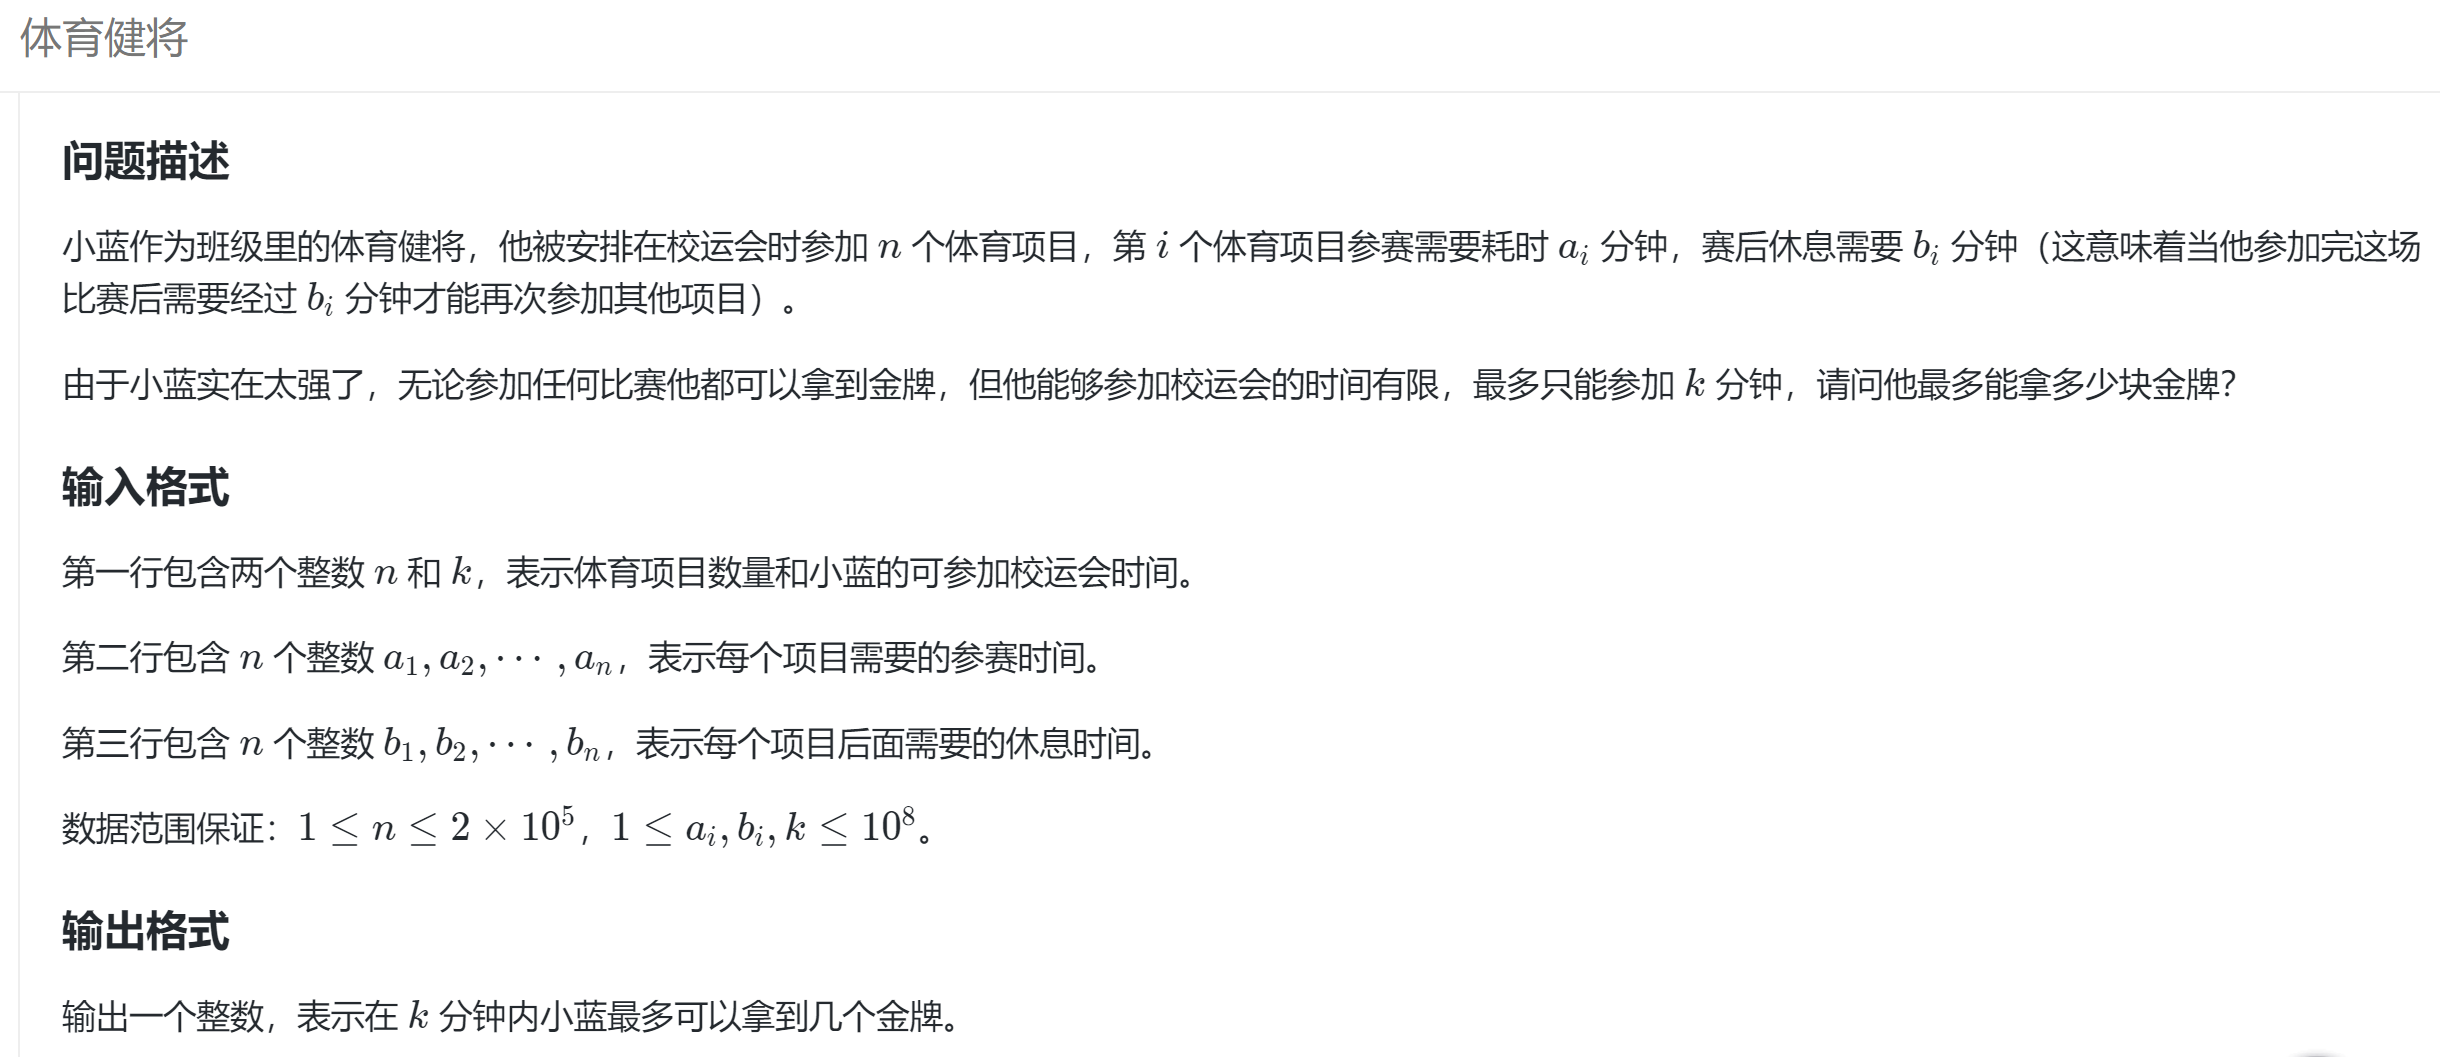 体育健将
问题描述
小蓝作为班级里的体育健将，他被安排在校运会时参加 n 个体育项目，第 i 个体育项目参赛需要耗时 a_i 分钟，赛后休息需要 b_i 分钟（这意味着当他参加完这场
比赛后需要经过 b_i 分钟才能再次参加其他项目）。
由于小蓝实在太强了，无论参加任何比赛他都可以拿到金牌，但他能够参加校运会的时间有限，最多只能参加 k 分钟，请问他最多能拿多少块金牌？
输入格式
第一行包含两个整数 n 和 k，表示体育项目数量和小蓝的可参加校运会时间。
第二行包含 n 个整数 a_1, a_2, ⋯ , a_n，表示每个项目需要的参赛时间。
第三行包含 n 个整数 b_1, b_2, ⋯ , b_n，表示每个项目后面需要的休息时间。
数据范围保证：1 ≤ n ≤ 2 × 10^5，1 ≤ a_i, b_i, k ≤ 10^8。
输出格式
输出一个整数，表示在 k 分钟内小蓝最多可以拿到几个金牌。